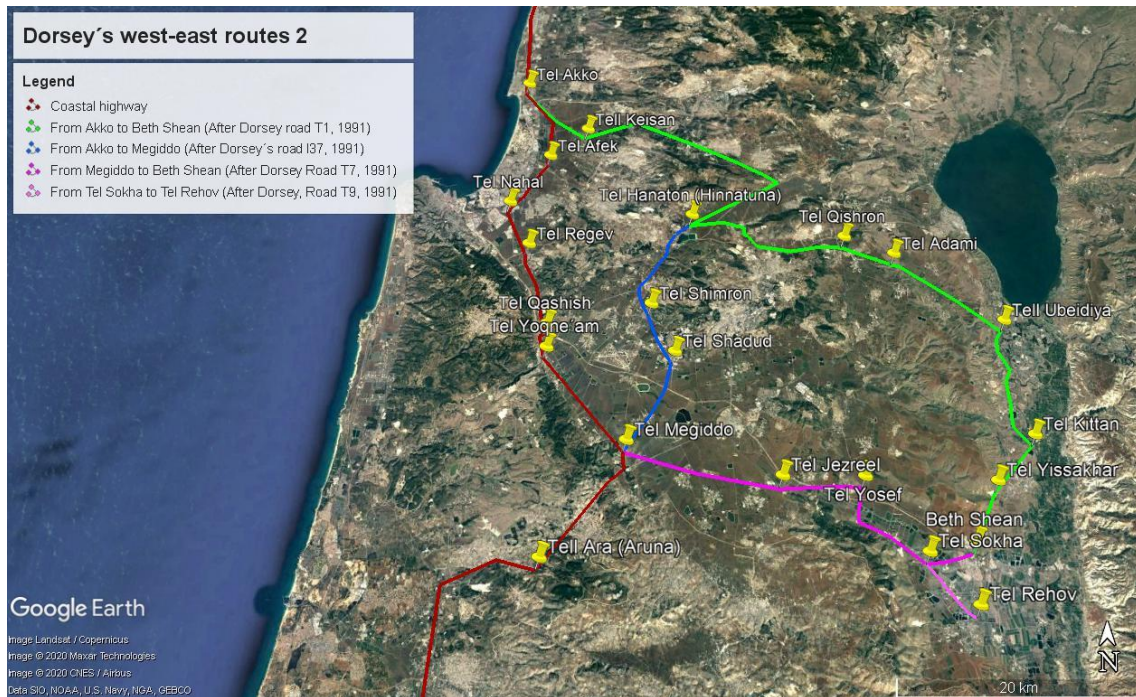 Dorsey´s west-east routes 2
Legend
Coastal highway
From Akko to Beth Shean (After Dorsey road T1, 1991)
From Akko to Megiddo (After Dorsey´s road I37, 1991)
From Megiddo to Beth Shean (After Dorsey Road T7, 1991)
From Tel Sokha to Tel Rehov (After Dorsey, Road T9, 1991)
Tel Akko
Tell Keisan
Tel Afek
Tel Nahal
Tel Hanaton (Hinnatuna)
Tel Regev
Tel Qishron
Tel Adami
Tel Shimron
Tel Qashish
Tell Ubeidiya
Tel Yoqne´am
Tel Shadud
Tel Megiddo
Tel Kittan
Tel Jezreel
Tel Yissakhar
Tel Yosef
Beth Shean
Tel Sokha
Tell Ara (Aruna)
Tel Rehov
Google Earth
Image Landsat / Copernicus
Image © 2020 Maxar Technologies
Image © 2020 CNES / Airbus
Data SIO, NOAA, U.S. Navy, NGA, GEBCO
N
20 km